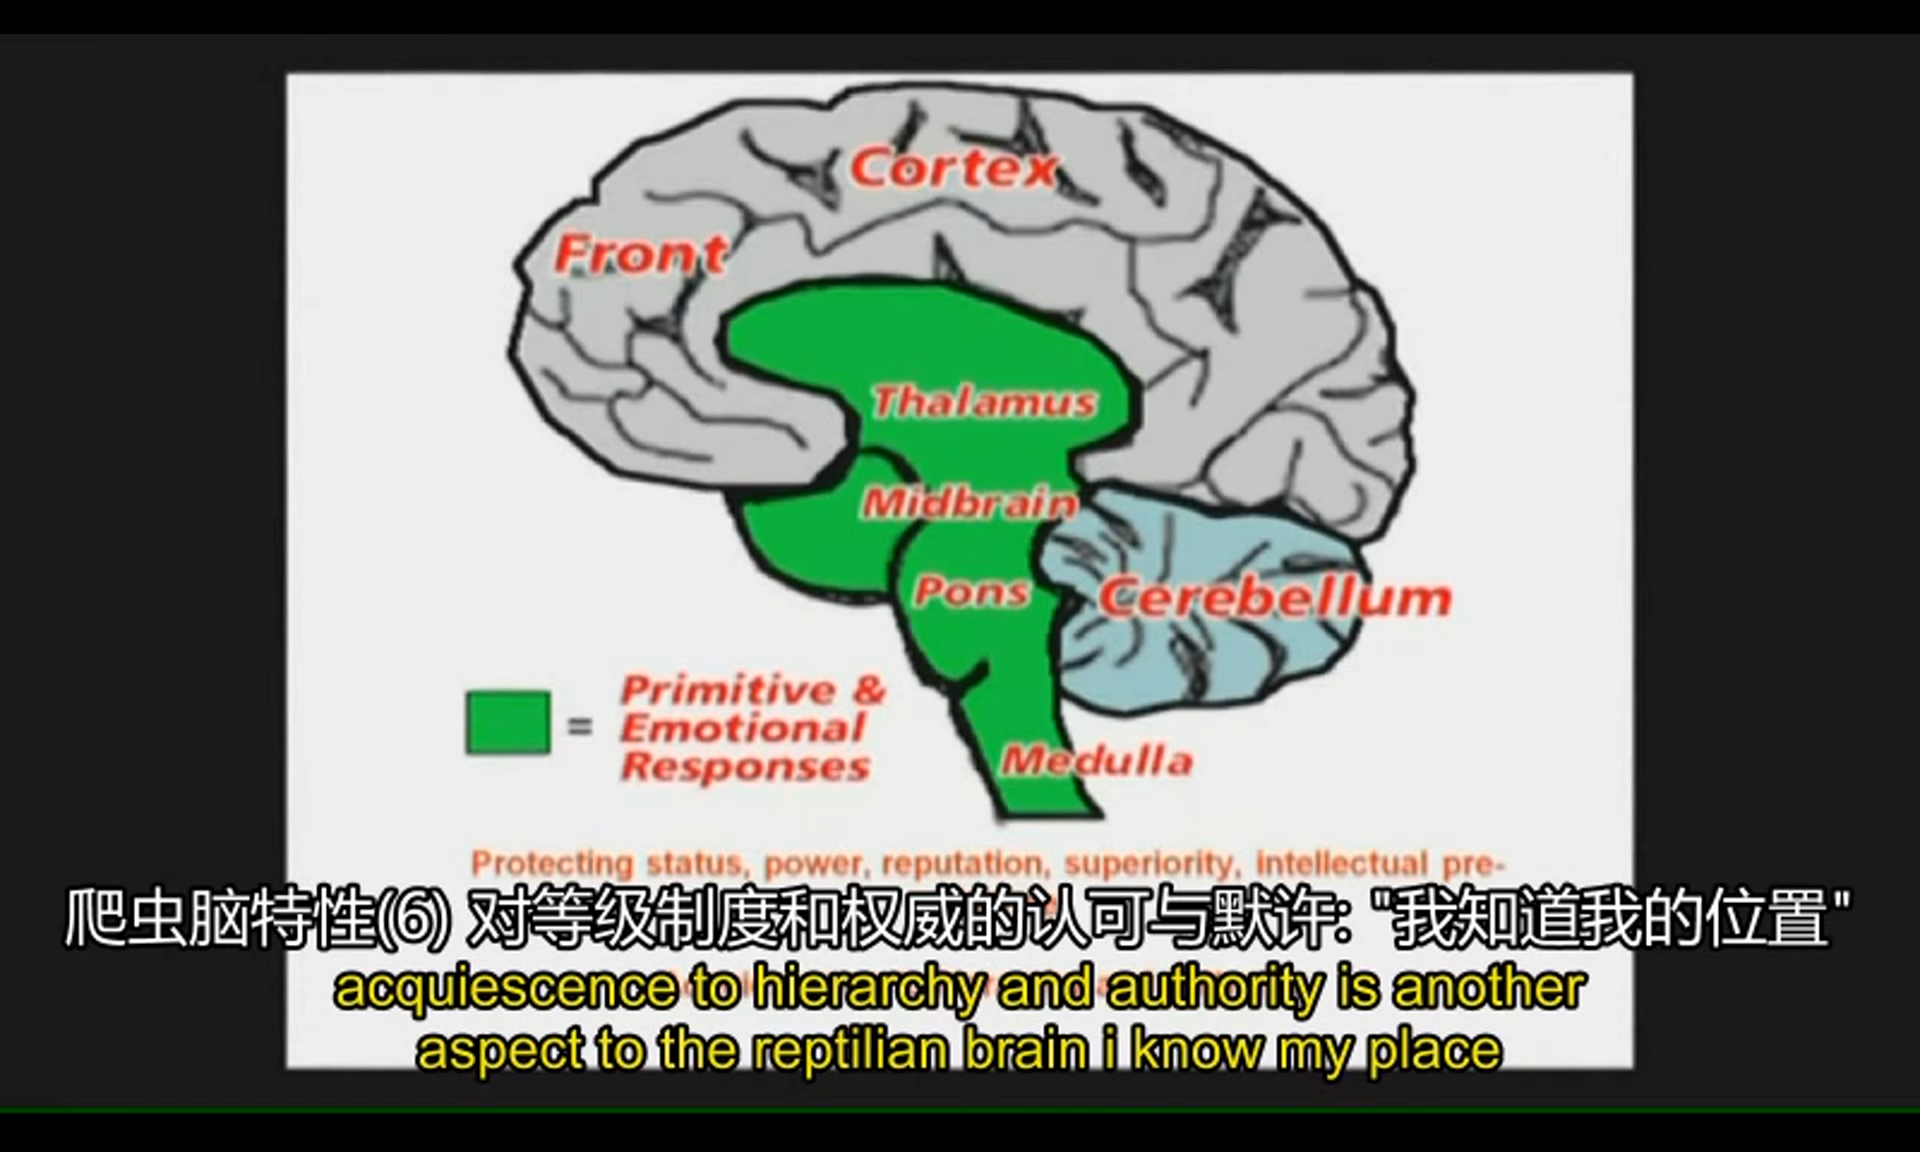 Cortex
Front
Thalamus
Midbrain
Pons
Cerebellum
= Primitive &
Emotional
Responses
Medulla
Protecting status, power, reputation, superiority, intellectual pre-
爬虫脑特性(6) 对等级制度和权威的认可与默许: "我知道我的位置"
acquiescence to hierarchy and authority is another
aspect to the reptilian brain i know my place